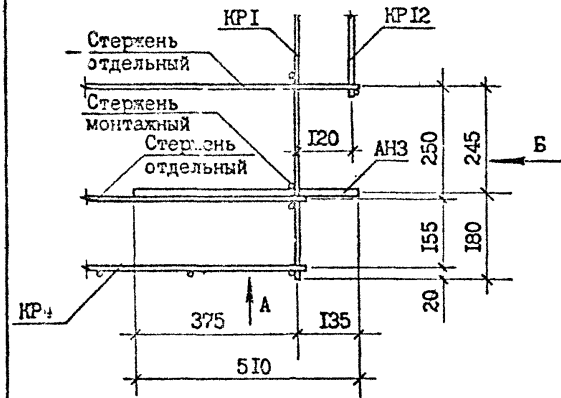 КР1
КР12
Стержень
отдельный
Стержень
монтажный
Стержень
отдельный
120
АН3
250
245
Б
155
180
20
КР4
А
375
135
510